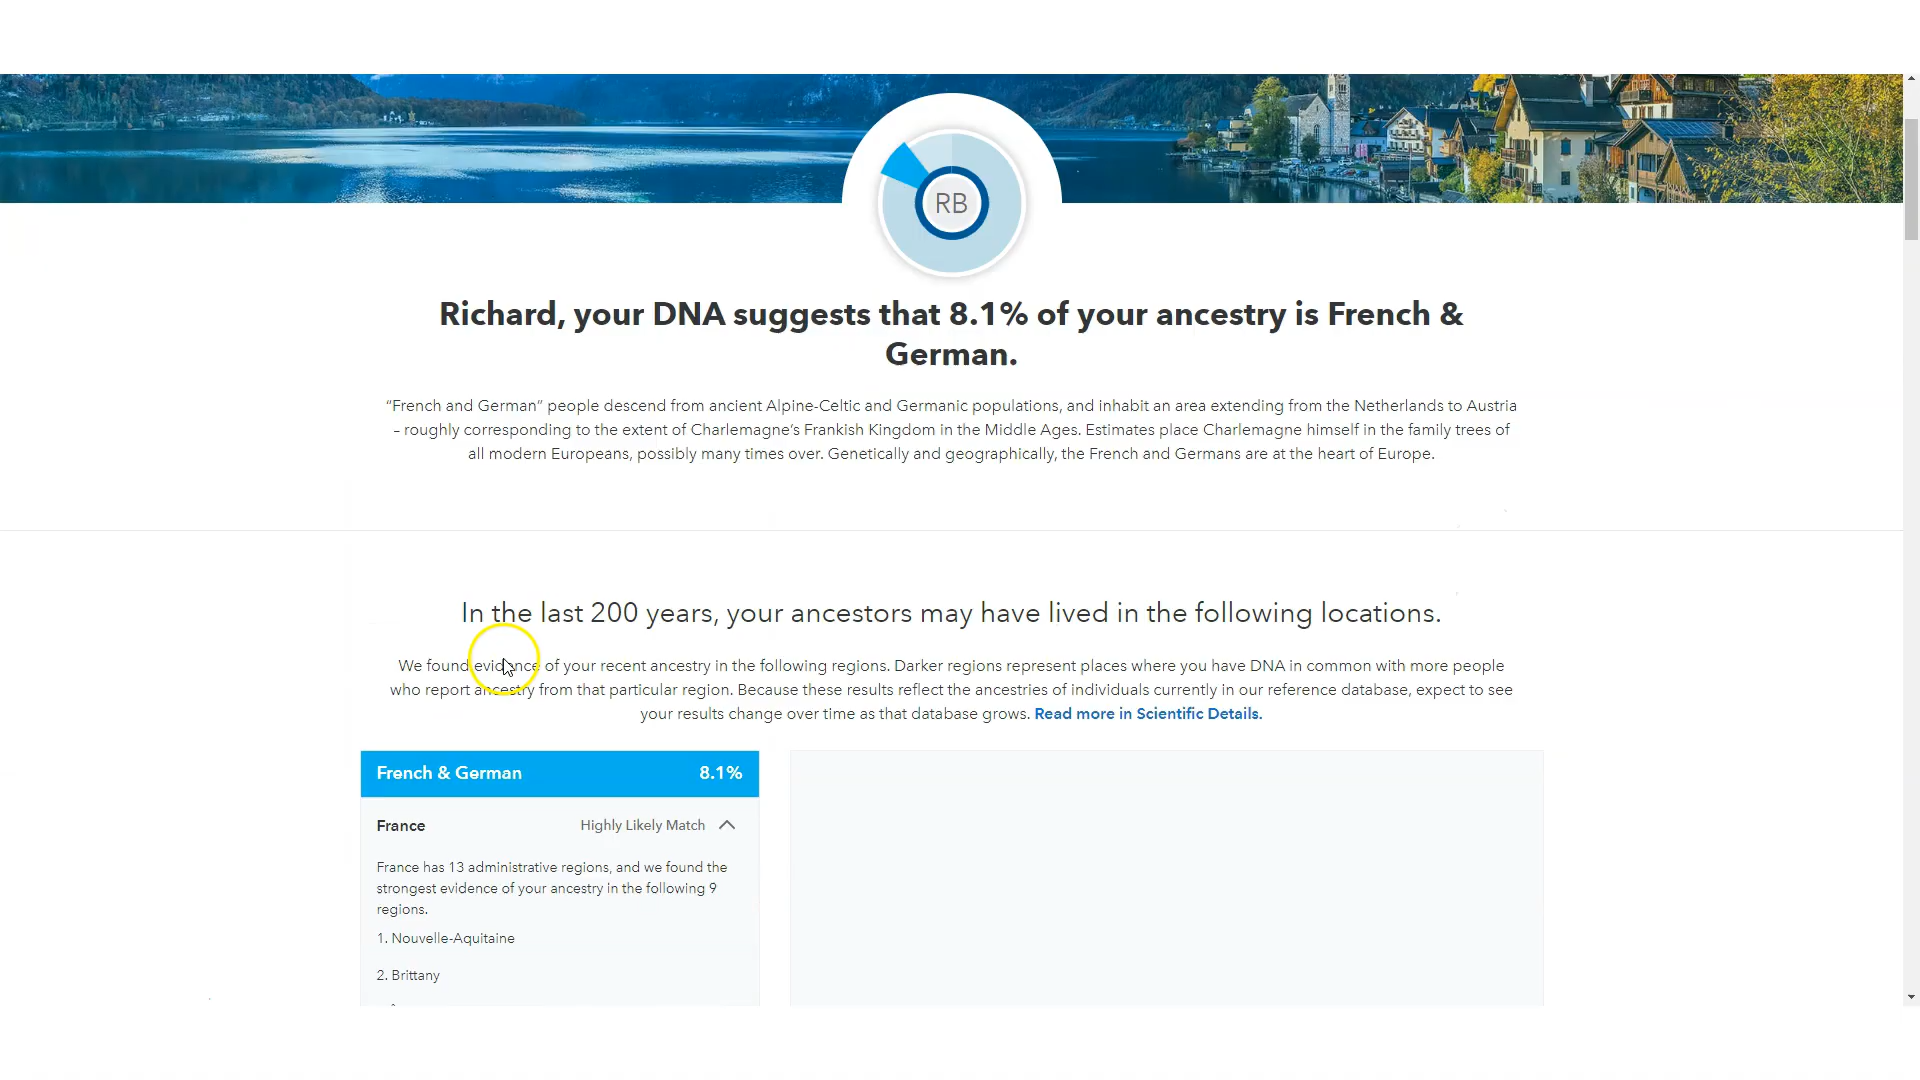 RB
Richard, your DNA suggests that 8.1% of your ancestry is French &
German.
“French and German” people descend from ancient Alpine-Celtic and Germanic populations, and inhabit an area extending from the Netherlands to Austria
– roughly corresponding to the extent of Charlemagne’s Frankish Kingdom in the Middle Ages. Estimates place Charlemagne himself in the family trees of
all modern Europeans, possibly many times over. Genetically and geographically, the French and Germans are at the heart of Europe.
In the last 200 years, your ancestors may have lived in the following locations.
We found evidence of your recent ancestry in the following regions. Darker regions represent places where you have DNA in common with more people
who report ancestry from that particular region. Because these results reflect the ancestries of individuals currently in our reference database, expect to see
your results change over time as that database grows. Read more in Scientific Details.
French & German 8.1%
France Highly Likely Match
France has 13 administrative regions, and we found the
strongest evidence of your ancestry in the following 9
regions.
1. Nouvelle-Aquitaine
2. Brittany